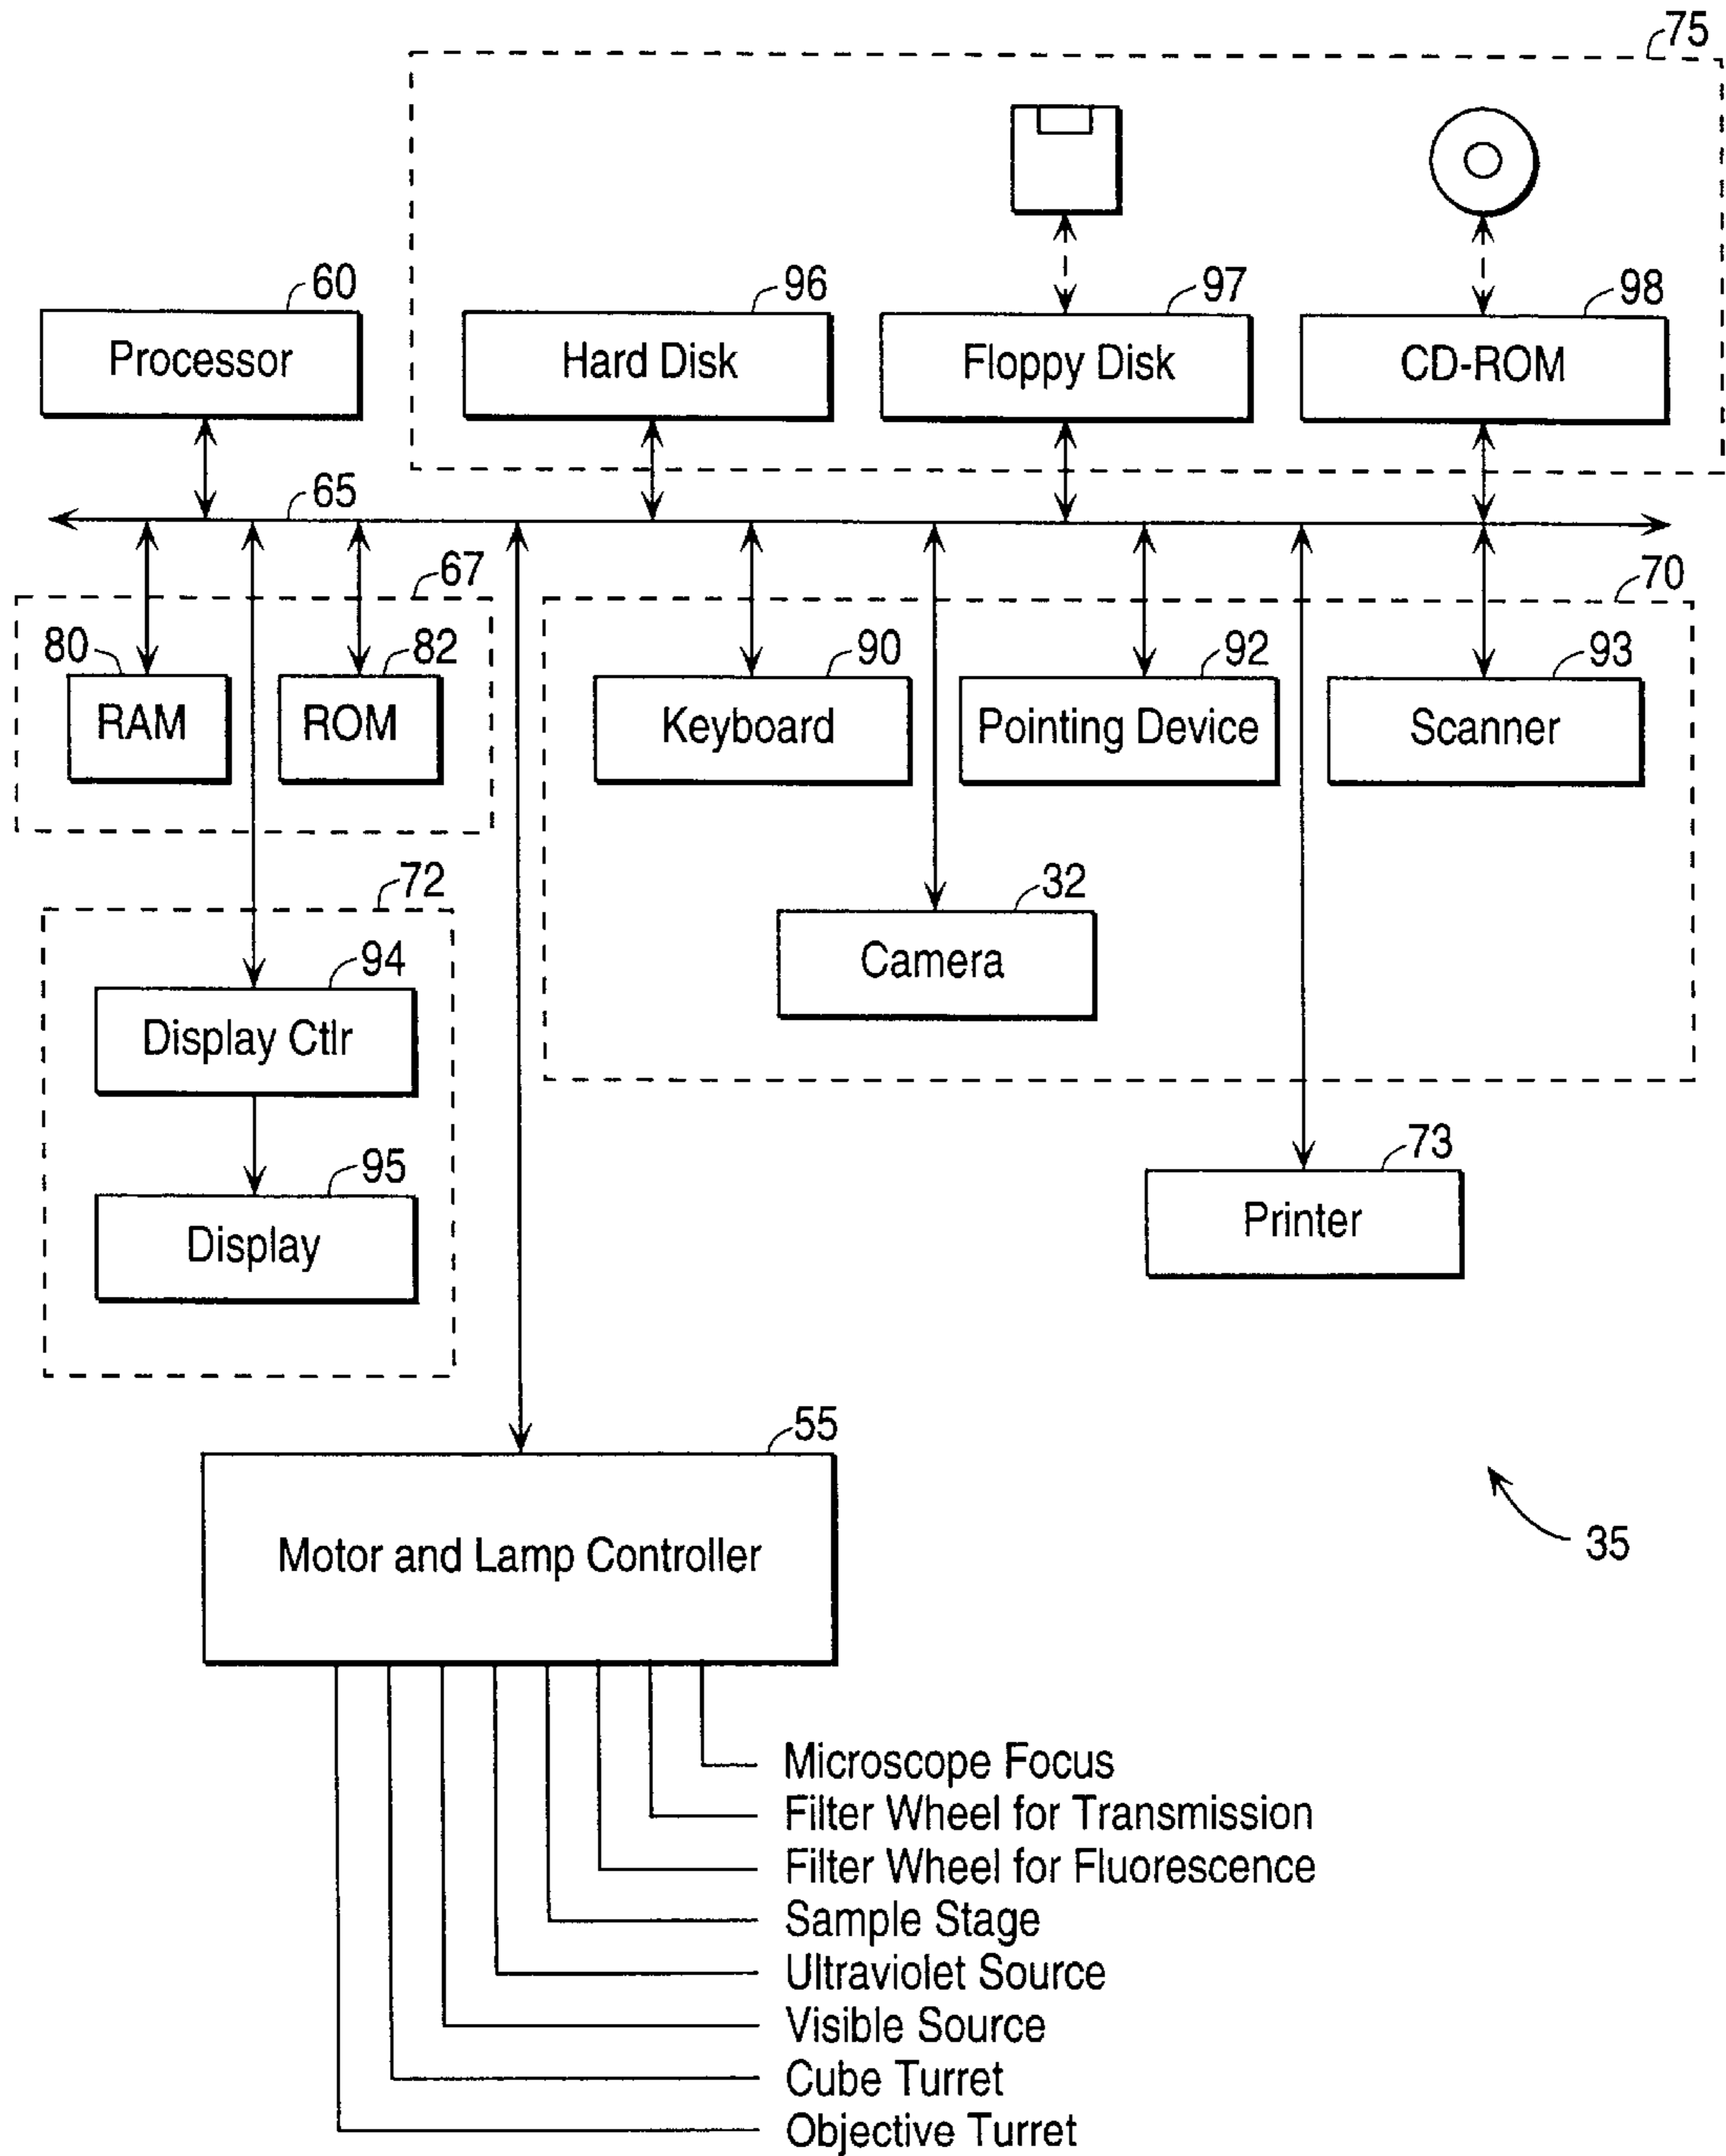 75
60
Processor
96
Hard Disk
97
Floppy Disk
98
CD-ROM
65
67
70
80
RAM
82
ROM
90
Keyboard
92
Pointing Device
93
Scanner
72
32
Camera
94
Display Ctlr
95
Display
73
Printer
55
Motor and Lamp Controller
35
Microscope Focus
Filter Wheel for Transmission
Filter Wheel for Fluorescence
Sample Stage
Ultraviolet Source
Visible Source
Cube Turret
Objective Turret